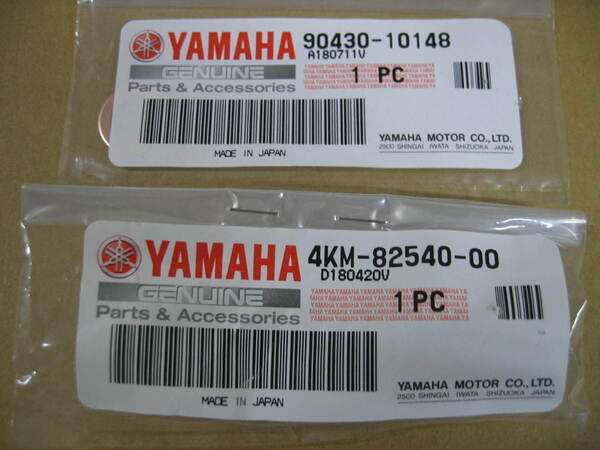 YAMAHA 90430-10148
A180711V
GENUINE
1 PC
Parts & Accessories
YAMAHA MOTOR CO., LTD.
2500 SHINGAI IWATA SHIZUOKA JAPAN
MADE IN JAPAN
YAMAHA 4KM-82540-00
D180420V
GENUINE
1 PC
Parts & Accessories
YAMAHA MOTOR CO., LTD.
2500 SHINGAI IWATA SHIZUOKA JAPAN
MADE IN JAPAN